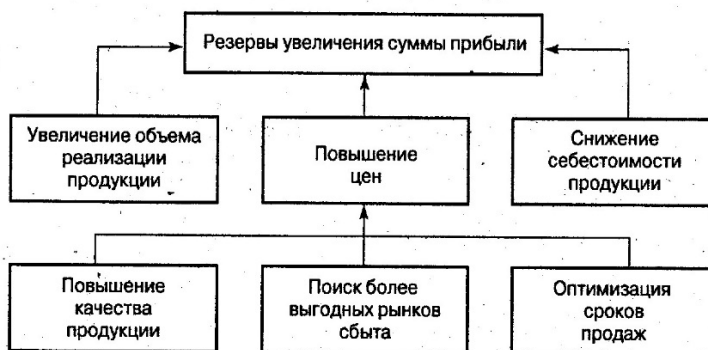 Резервы увеличения суммы прибыли
Увеличение объема
реализации
продукции
Повышение
цен
Снижение
себестоимости
продукции
Повышение
качества
продукции
Поиск более
выгодных рынков
сбыта
Оптимизация
сроков
продаж